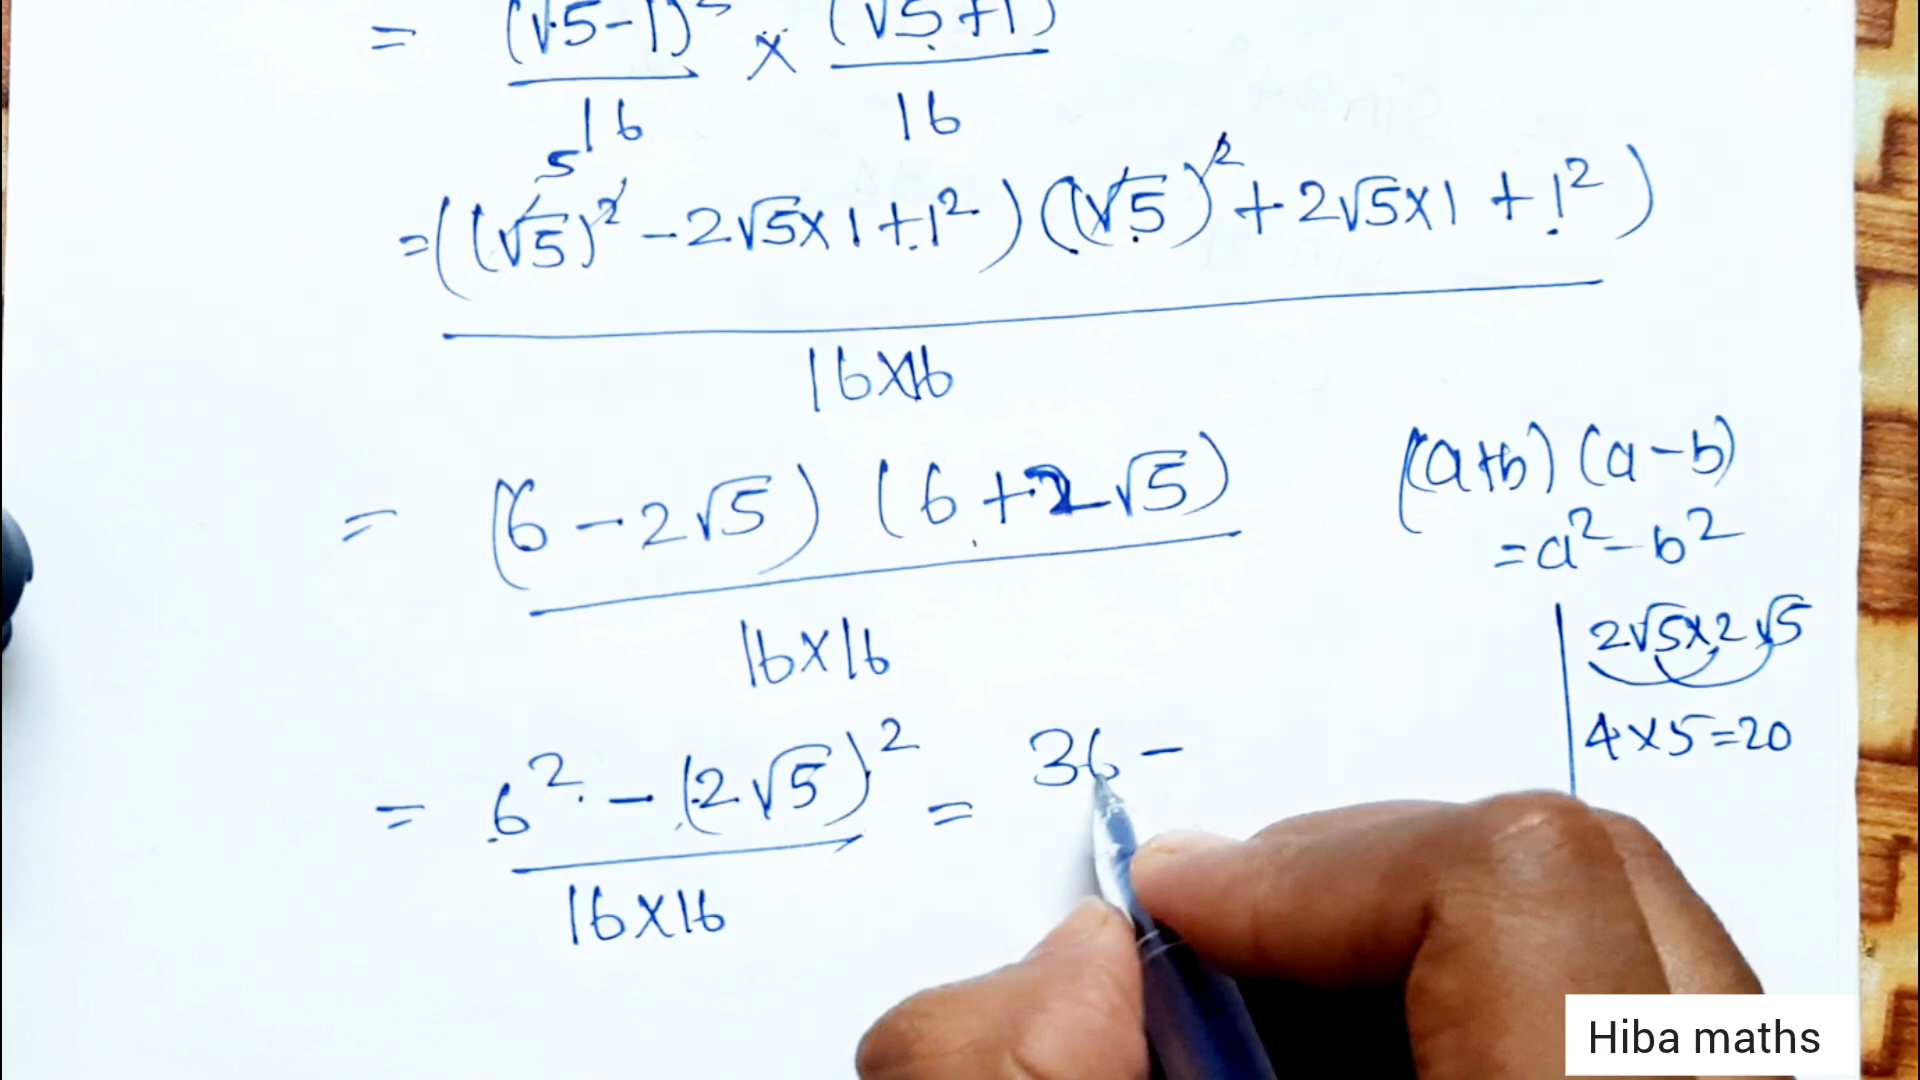 = (√5-1)² × (√5+1)
16 16
5
= ((√5)² - 2√5×1+1²) ((√5)² + 2√5×1 + 1²)
16×16
= (6 - 2√5) (6 + 2√5)
16×16
(a+b) (a-b)
= a² - b²
2√5×2√5
4×5=20
= 6² - (2√5)² = 36 -
16×16
Hiba maths